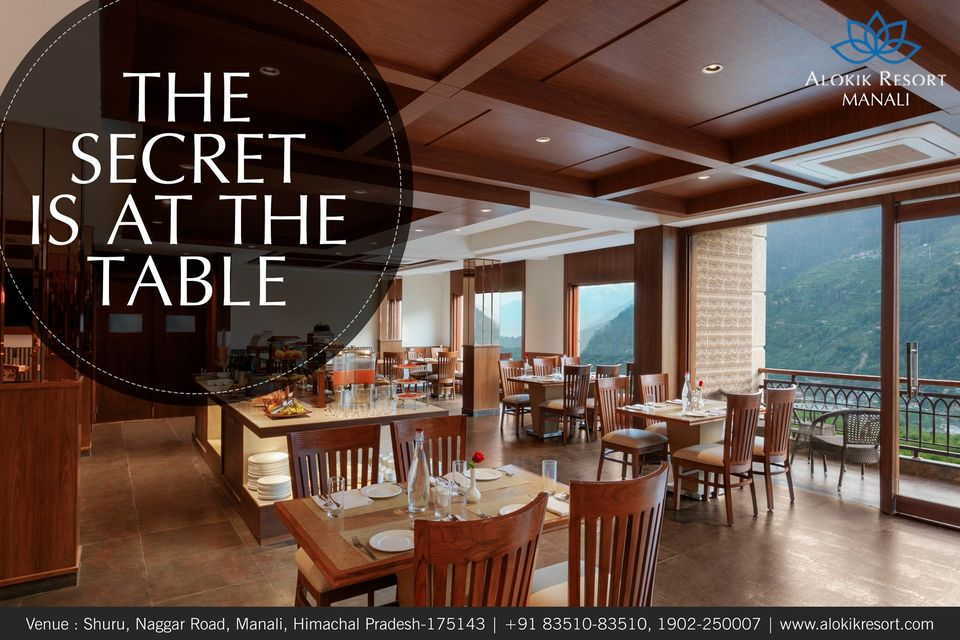 THE
SECRET
IS AT THE
TABLE
ALOKIK RESORT
MANALI
Venue : Shuru, Naggar Road, Manali, Himachal Pradesh-175143 | +91 83510-83510, 1902-250007 | www.alokikresort.com